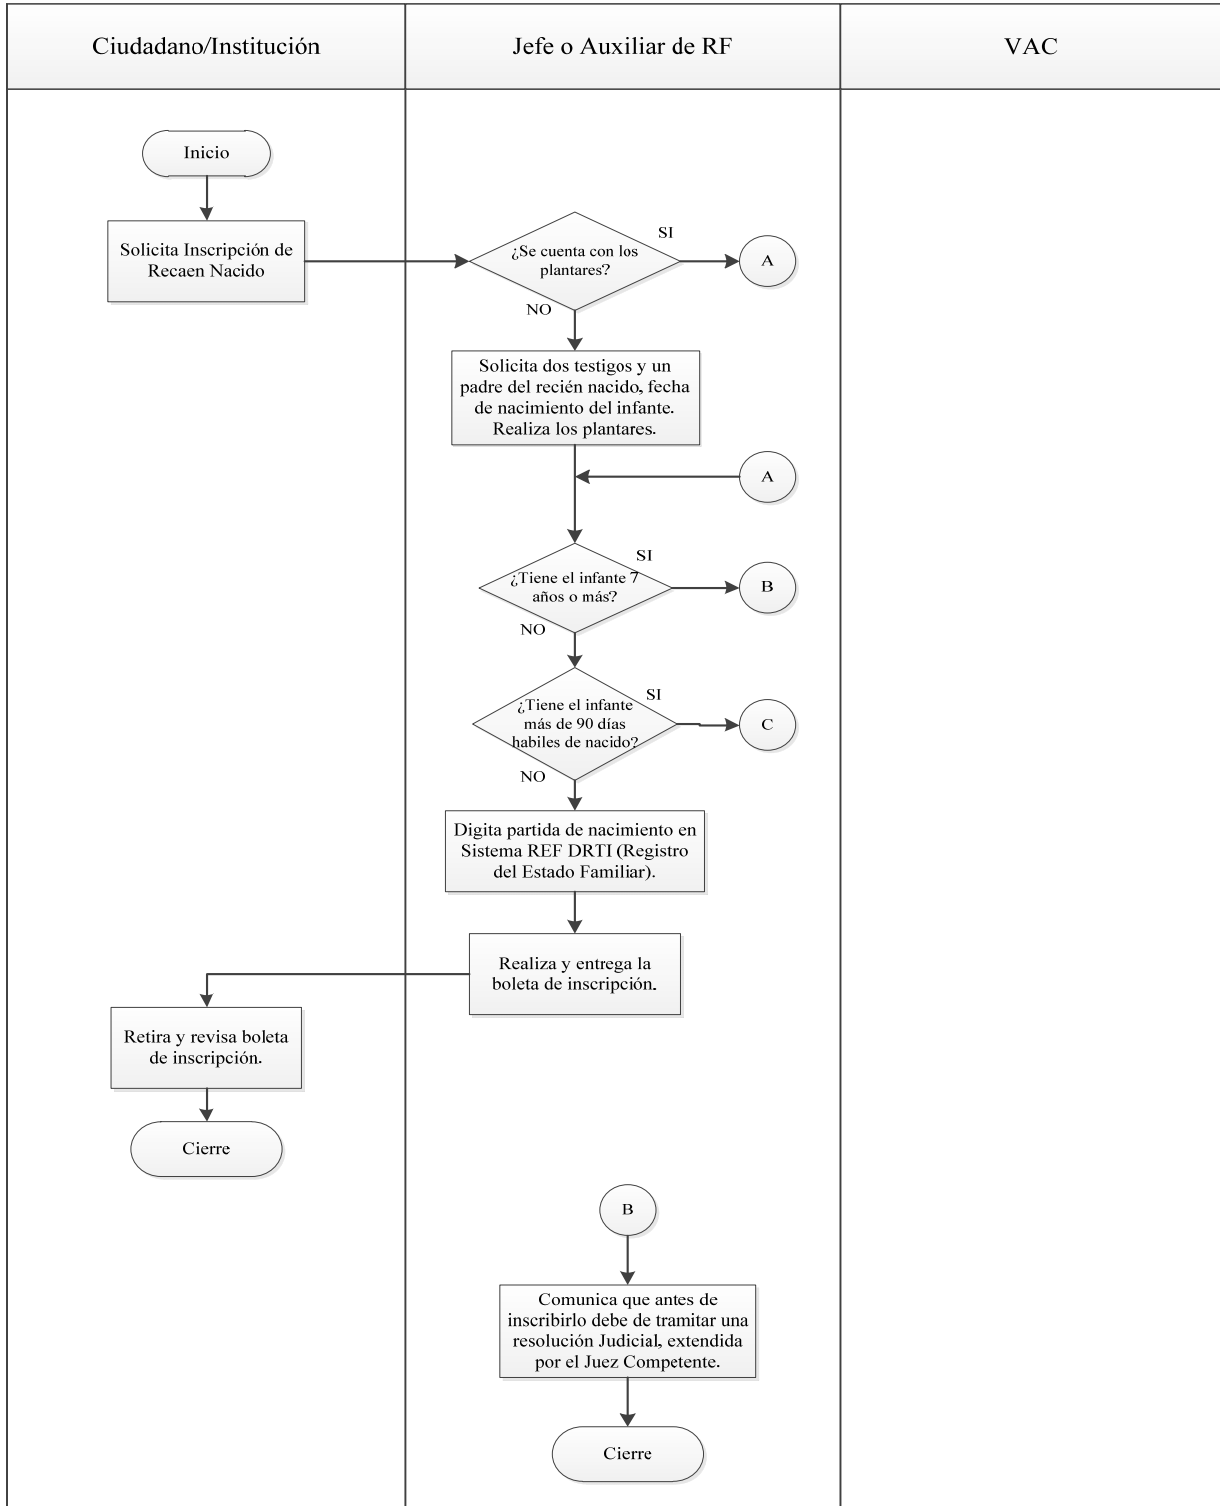 Ciudadano/Institución
Jefe o Auxiliar de RF
VAC
Inicio
Solicita Inscripción de
Recaen Nacido
¿Se cuenta con los
plantares?
SI
A
NO
Solicita dos testigos y un
padre del recién nacido, fecha
de nacimiento del infante.
Realiza los plantares.
A
¿Tiene el infante 7
años o más?
SI
B
NO
¿Tiene el infante
más de 90 días
habiles de nacido?
SI
C
NO
Digita partida de nacimiento en
Sistema REF DRTI (Registro
del Estado Familiar).
Realiza y entrega la
boleta de inscripción.
Retira y revisa boleta
de inscripción.
Cierre
B
Comunica que antes de
inscribirlo debe de tramitar una
resolución Judicial, extendida
por el Juez Competente.
Cierre